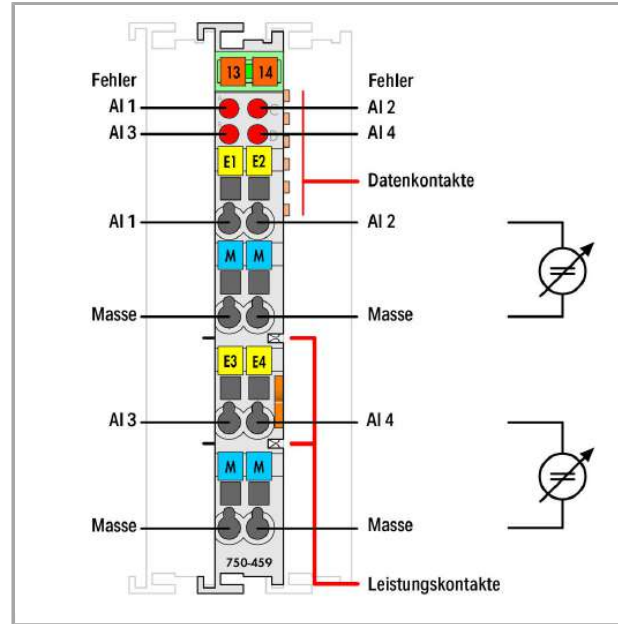 13 14
Fehler Fehler
AI 1 AI 2
AI 3 AI 4
E1 E2
Datenkontakte
AI 1 AI 2
M M
Masse Masse
E3 E4
AI 3 AI 4
M M
Masse Masse
750-459
Leistungskontakte